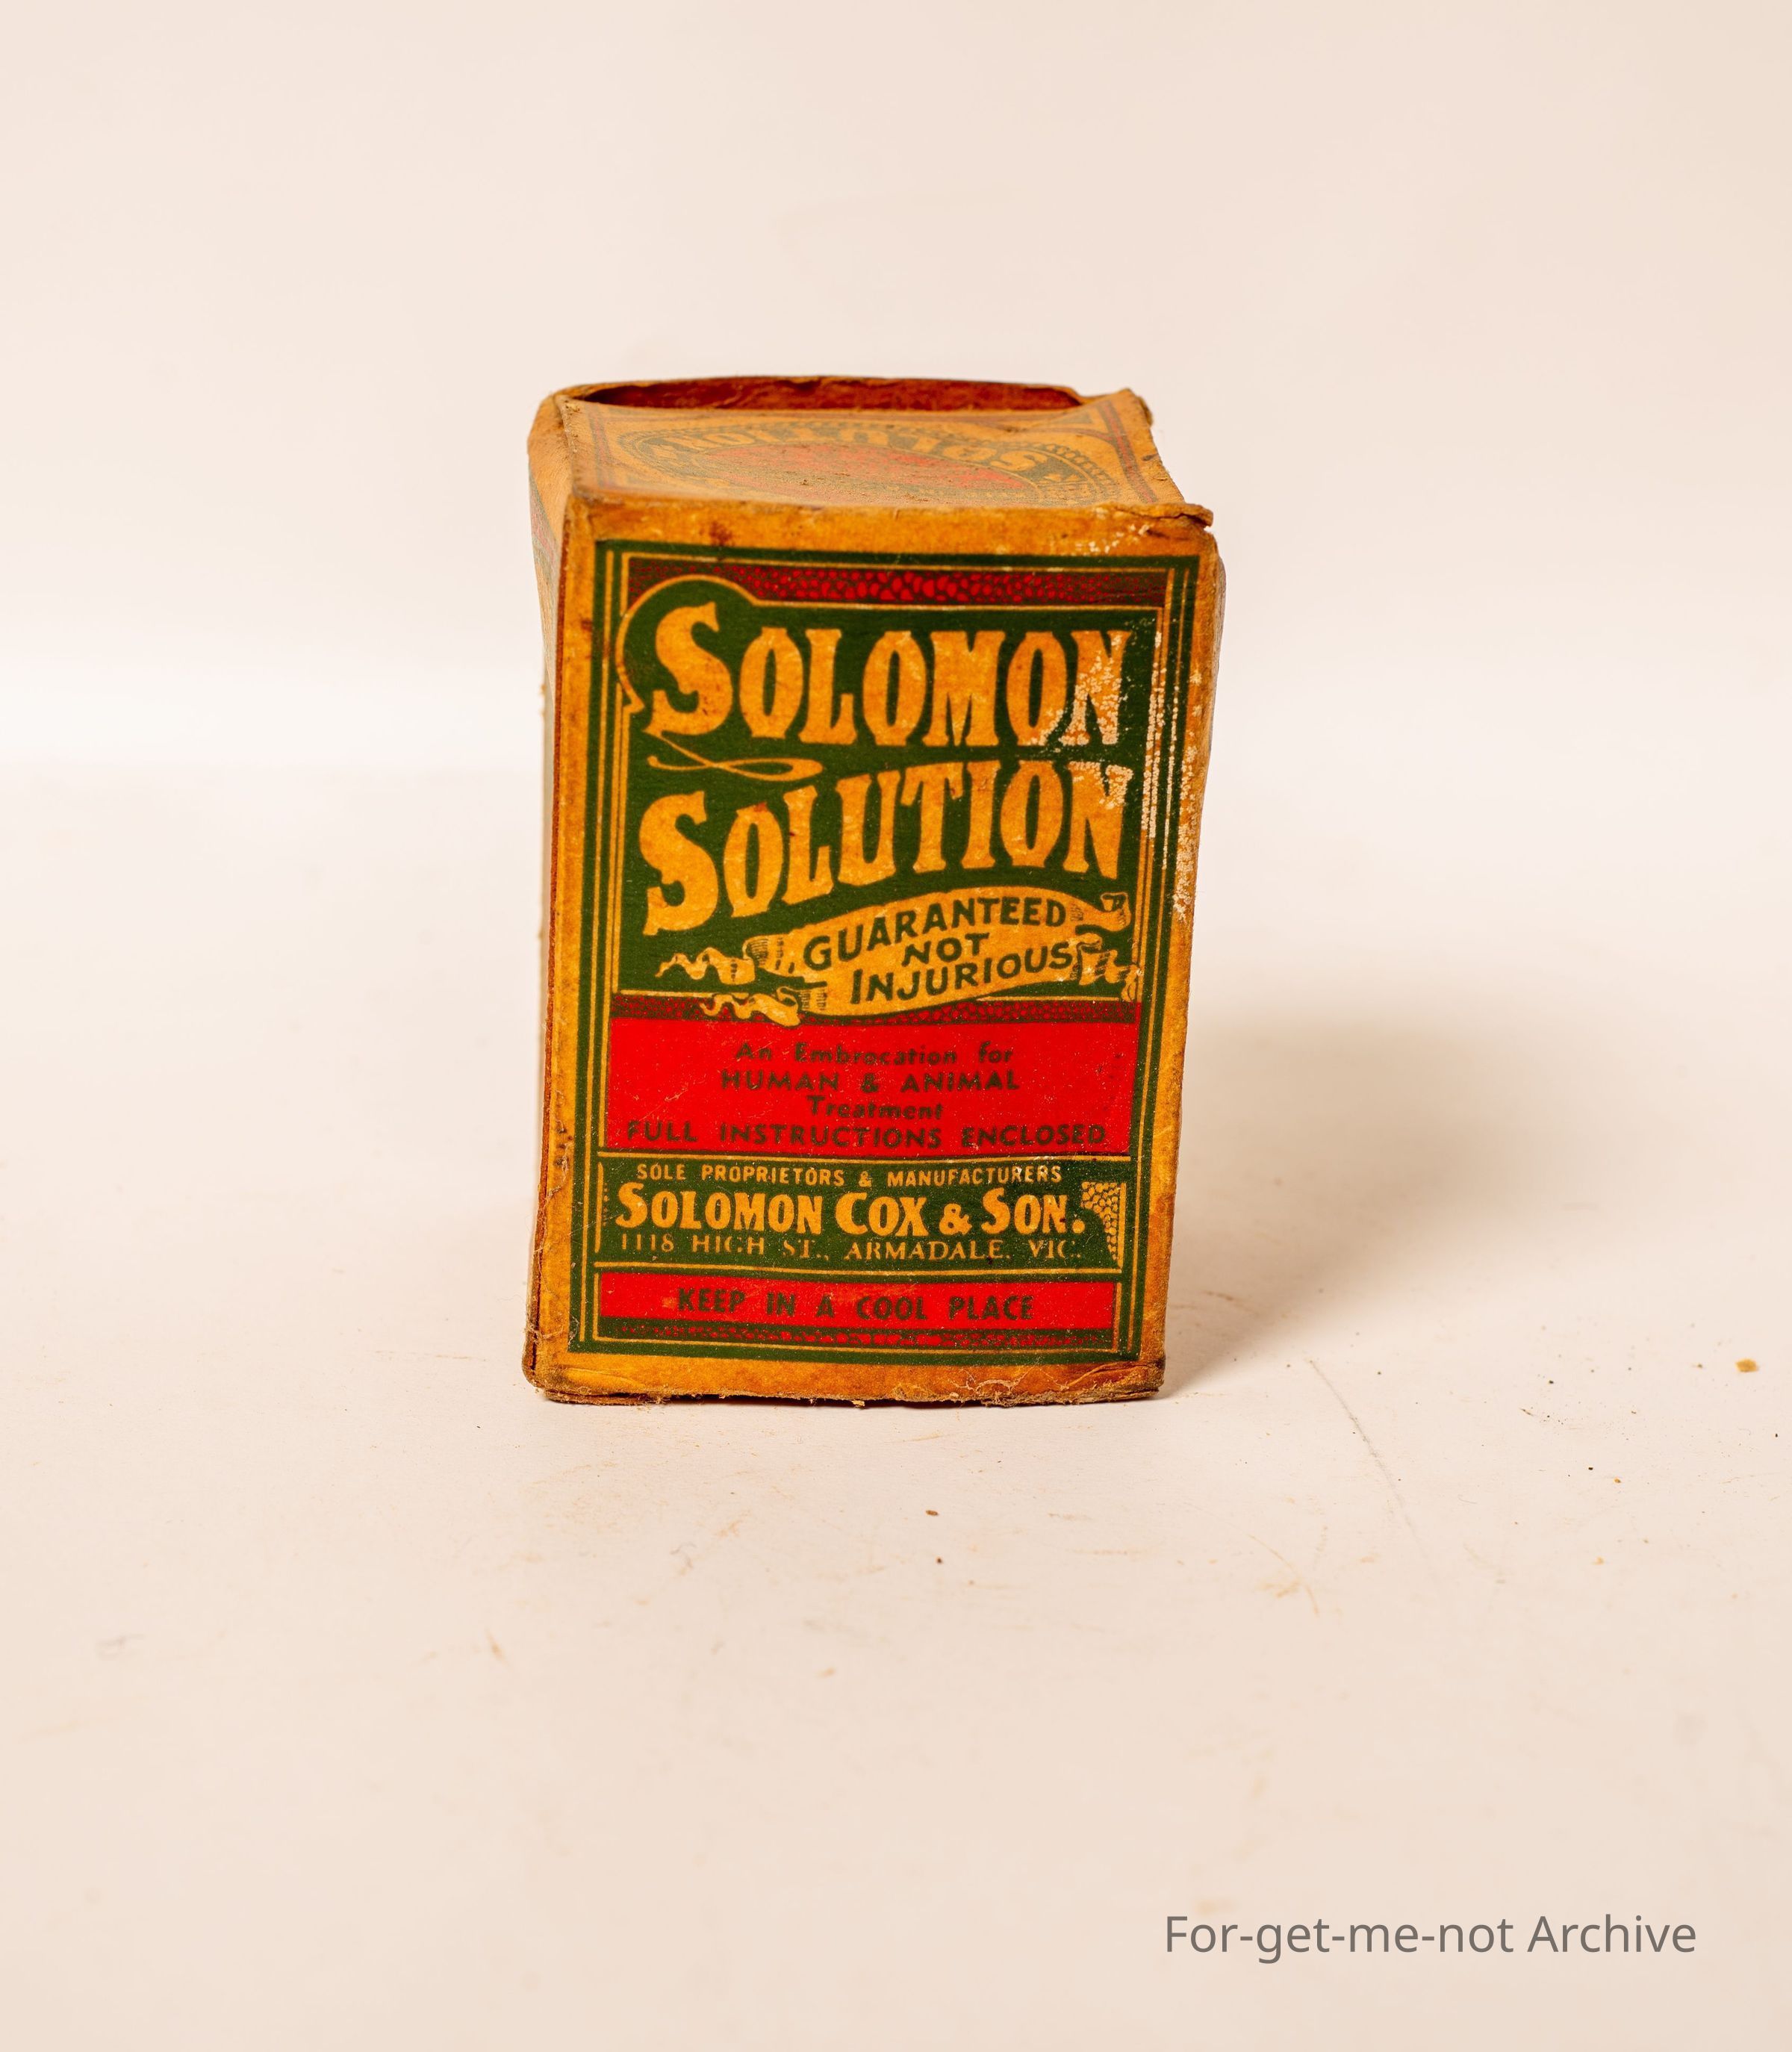 SOLUTION
SOLOMON
SOLUTION
GUARANTEED
NOT
INJURIOUS
An Embrocation for
HUMAN & ANIMAL
Treatment
FULL INSTRUCTIONS ENCLOSED
SOLE PROPRIETORS & MANUFACTURERS
SOLOMON COX & SON.
1118 HIGH ST., ARMADALE. VIC.
KEEP IN A COOL PLACE
For-get-me-not Archive